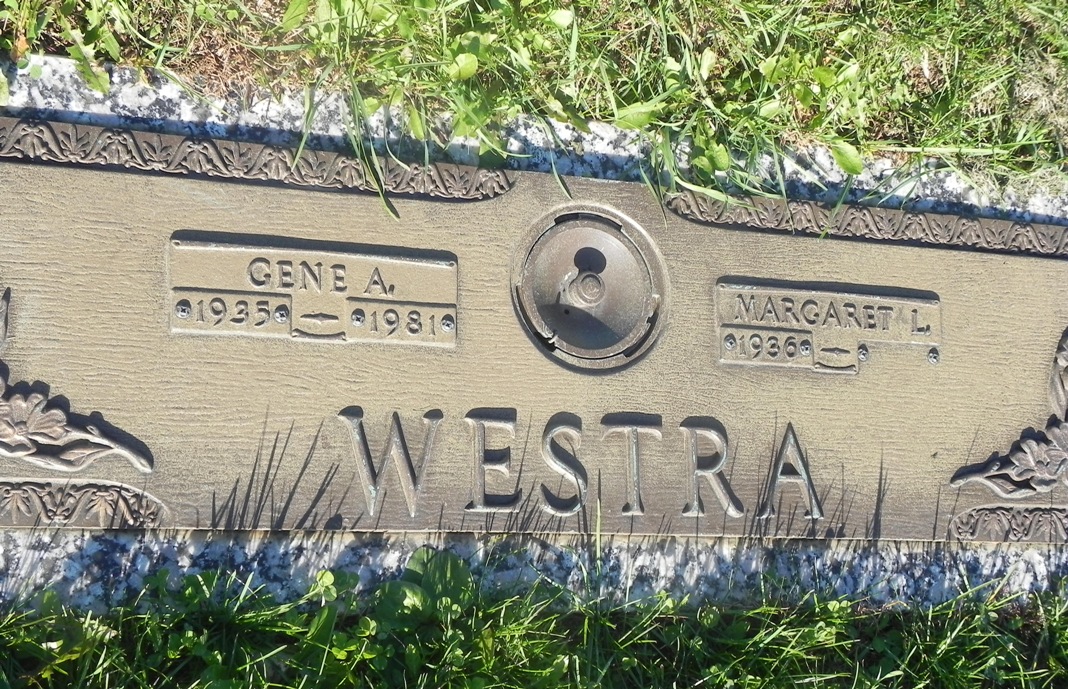 GENE A.
1935 1981
MARGARET L.
1936
WESTRA